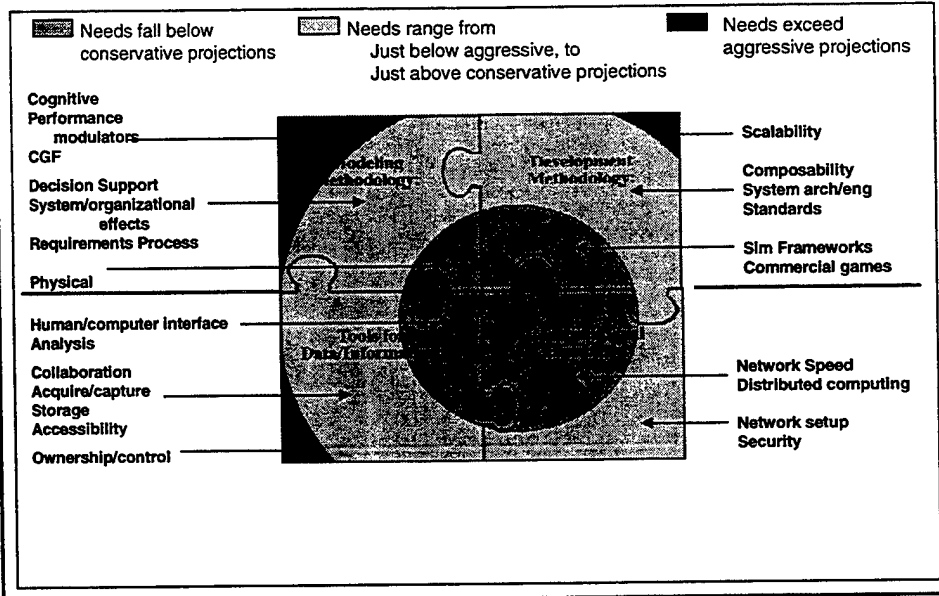 Needs fall below
conservative projections
Needs range from
Just below aggressive, to
Just above conservative projections
Needs exceed
aggressive projections
Cognitive
Performance
modulators
CGF
Decision Support
System/organizational
effects
Requirements Process
Physical
Human/computer interface
Analysis
Collaboration
Acquire/capture
Storage
Accessibility
Ownership/control
Modeling
Methodology:
Development
Methodology:
Tools for
Scalability
Composability
System arch/eng
Standards
Sim Frameworks
Commercial games
Network Speed
Distributed computing
Network setup
Security